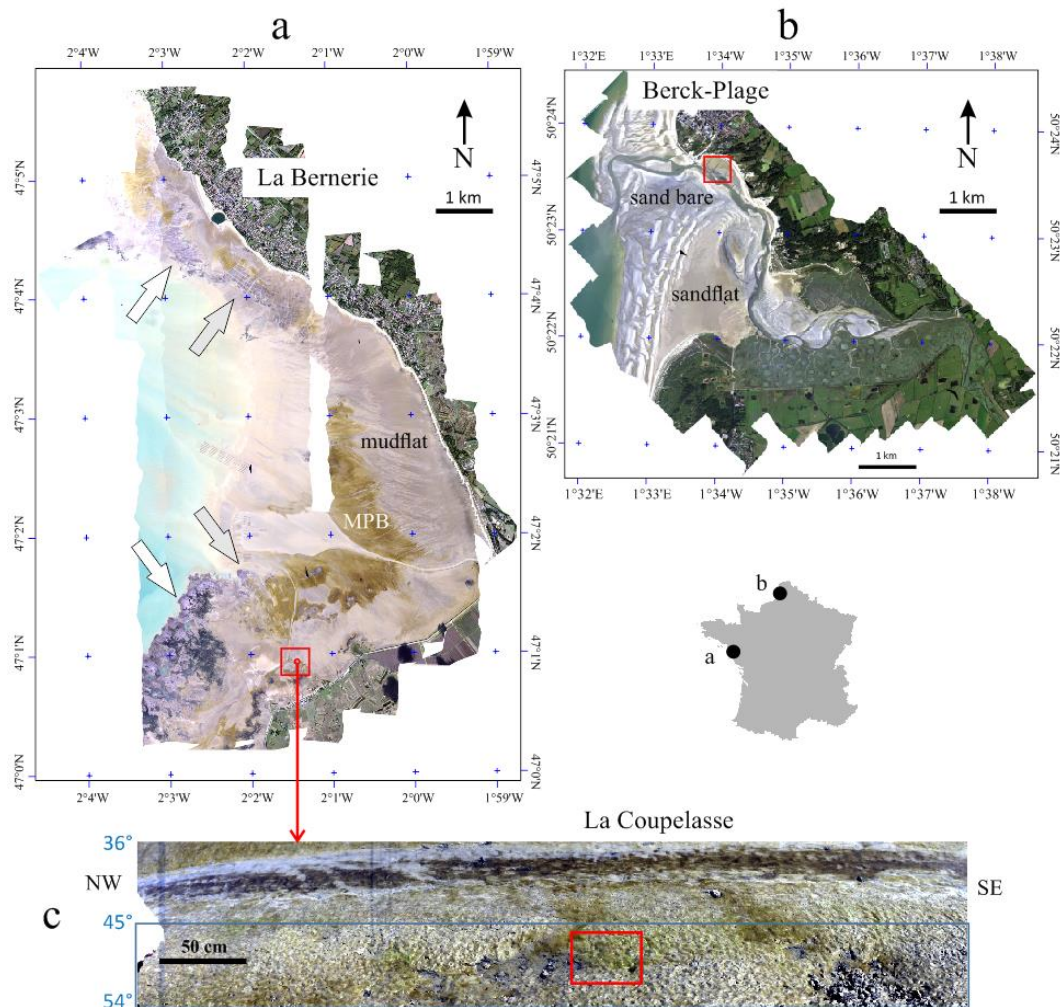 a
2°4'W 2°3'W 2°2'W 2°1'W 2°0'W 1°59'W
La Bernerie
N
1 km
47°5'N 47°5'N
47°4'N 47°4'N
47°3'N 47°3'N
mudflat
MPB
47°2'N 47°2'N
47°1'N 47°1'N
47°0'N 47°0'N
2°4'W 2°3'W 2°2'W 2°1'W 2°0'W 1°59'W
b
1°32'E 1°33'E 1°34'E 1°35'E 1°36'E 1°37'E 1°38'E
Berck-Plage
N
1 km
50°24'N 50°24'N
sand bare
50°23'N 50°23'N
sandflat
50°22'N 50°22'N
50°21'N 50°21'N
1 km
1°32'E 1°33'E 1°34'E 1°35'E 1°36'E 1°37'E 1°38'E
b
a
La Coupelasse
36°
NW
SE
c
45°
50 cm
54°